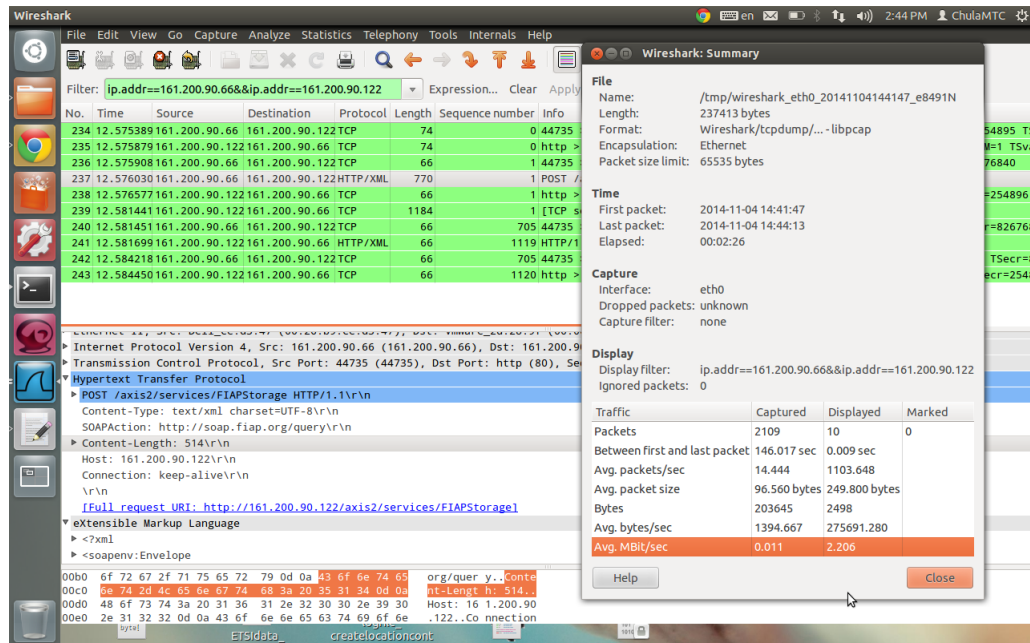 Wireshark
en
2:44 PM
ChulaMTC
File Edit View Go Capture Analyze Statistics Telephony Tools Internals Help
Filter: ip.addr==161.200.90.66&&ip.addr==161.200.90.122 Expression... Clear Apply
No. Time Source Destination Protocol Length Sequence number Info
234 12.575389 161.200.90.66 161.200.90.122 TCP 74 0 44735 54895 TS
235 12.575879 161.200.90.122 161.200.90.66 TCP 74 0 http > M=1 TSv
236 12.575908 161.200.90.66 161.200.90.122 TCP 66 1 44735 76840
237 12.576030 161.200.90.66 161.200.90.122 HTTP/XML 770 1 POST /
238 12.576577 161.200.90.122 161.200.90.66 TCP 66 1 http > =254896
239 12.581441 161.200.90.122 161.200.90.66 TCP 1184 1 [TCP s
240 12.581451 161.200.90.66 161.200.90.122 TCP 66 705 44735 r=82676
241 12.581699 161.200.90.122 161.200.90.66 HTTP/XML 66 1119 HTTP/1
242 12.584218 161.200.90.66 161.200.90.122 TCP 66 705 44735 TSecr=
243 12.584450 161.200.90.122 161.200.90.66 TCP 66 1120 http > ecr=254
Internet Protocol Version 4, Src: 161.200.90.66 (161.200.90.66), Dst: 161.200.9
Transmission Control Protocol, Src Port: 44735 (44735), Dst Port: http (80), Se
Hypertext Transfer Protocol
POST /axis2/services/FIAPStorage HTTP/1.1\r\n
Content-Type: text/xml charset=UTF-8\r\n
SOAPAction: http://soap.fiap.org/query\r\n
Content-Length: 514\r\n
Host: 161.200.90.122\r\n
Connection: keep-alive\r\n
\r\n
[Full request URI: http://161.200.90.122/axis2/services/FIAPStorage]
eXtensible Markup Language
<?xml
<soapenv:Envelope
00b0 6f 72 67 2f 71 75 65 72 79 0d 0a 43 6f 6e 74 65 org/quer y..Conte
00c0 6e 74 2d 4c 65 6e 67 74 68 3a 20 35 31 34 0d 0a nt-Lengt h: 514..
00d0 48 6f 73 74 3a 20 31 36 31 2e 32 30 30 2e 39 30 Host: 16 1.200.90
00e0 2e 31 32 32 0d 0a 43 6f 6e 6e 65 63 74 69 6f 6e .122..Co nnection
ETSIdata_ createlocationcont
Wireshark: Summary
File
Name: /tmp/wireshark_eth0_20141104144147_e8491N
Length: 237413 bytes
Format: Wireshark/tcpdump/... - libpcap
Encapsulation: Ethernet
Packet size limit: 65535 bytes
Time
First packet: 2014-11-04 14:41:47
Last packet: 2014-11-04 14:44:13
Elapsed: 00:02:26
Capture
Interface: eth0
Dropped packets: unknown
Capture filter: none
Display
Display filter: ip.addr==161.200.90.66&&ip.addr==161.200.90.122
Ignored packets: 0
Traffic Captured Displayed Marked
Packets 2109 10 0
Between first and last packet 146.017 sec 0.009 sec
Avg. packets/sec 14.444 1103.648
Avg. packet size 96.560 bytes 249.800 bytes
Bytes 203645 2498
Avg. bytes/sec 1394.667 275691.280
Avg. MBit/sec 0.011 2.206
Help Close